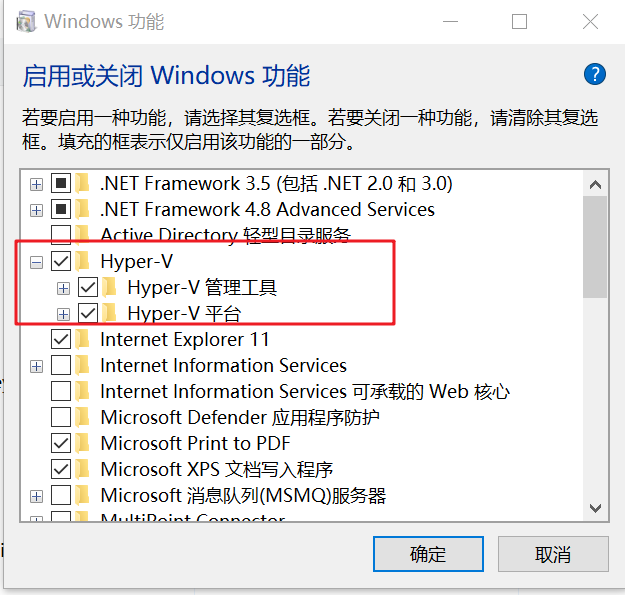 Windows 功能
启用或关闭 Windows 功能
若要启用一种功能，请选择其复选框。若要关闭一种功能，请清除其复选
框。填充的框表示仅启用该功能的一部分。
.NET Framework 3.5 (包括 .NET 2.0 和 3.0)
.NET Framework 4.8 Advanced Services
Active Directory 轻型目录服务
Hyper-V
Hyper-V 管理工具
Hyper-V 平台
Internet Explorer 11
Internet Information Services
Internet Information Services 可承载的 Web 核心
Microsoft Defender 应用程序防护
Microsoft Print to PDF
Microsoft XPS 文档写入程序
Microsoft 消息队列(MSMQ)服务器
MultiPoint Connector
确定
取消